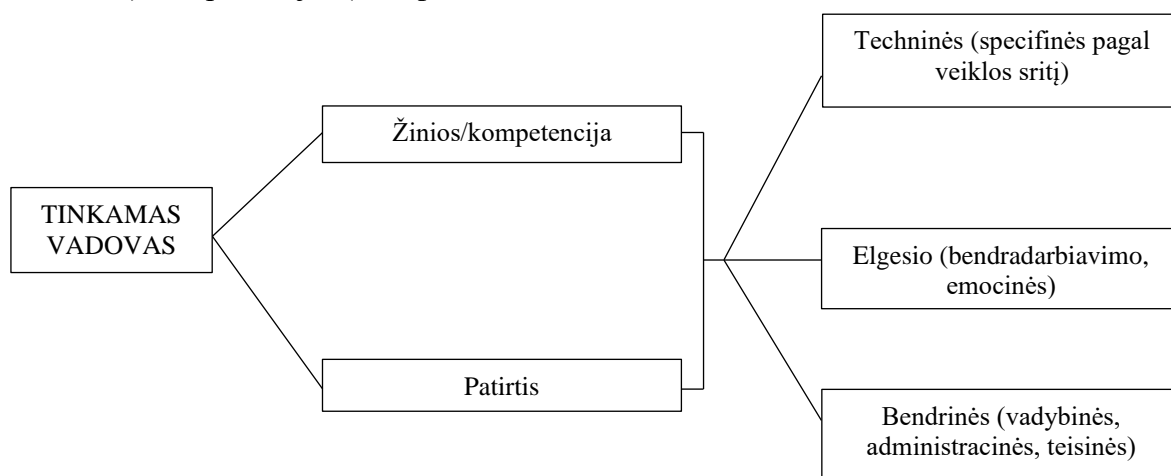 TINKAMAS
VADOVAS
Žinios/kompetencija
Patirtis
Techninės (specifinės pagal
veiklos sritį)
Elgesio (bendradarbiavimo,
emocinės)
Bendrinės (vadybinės,
administracinės, teisinės)